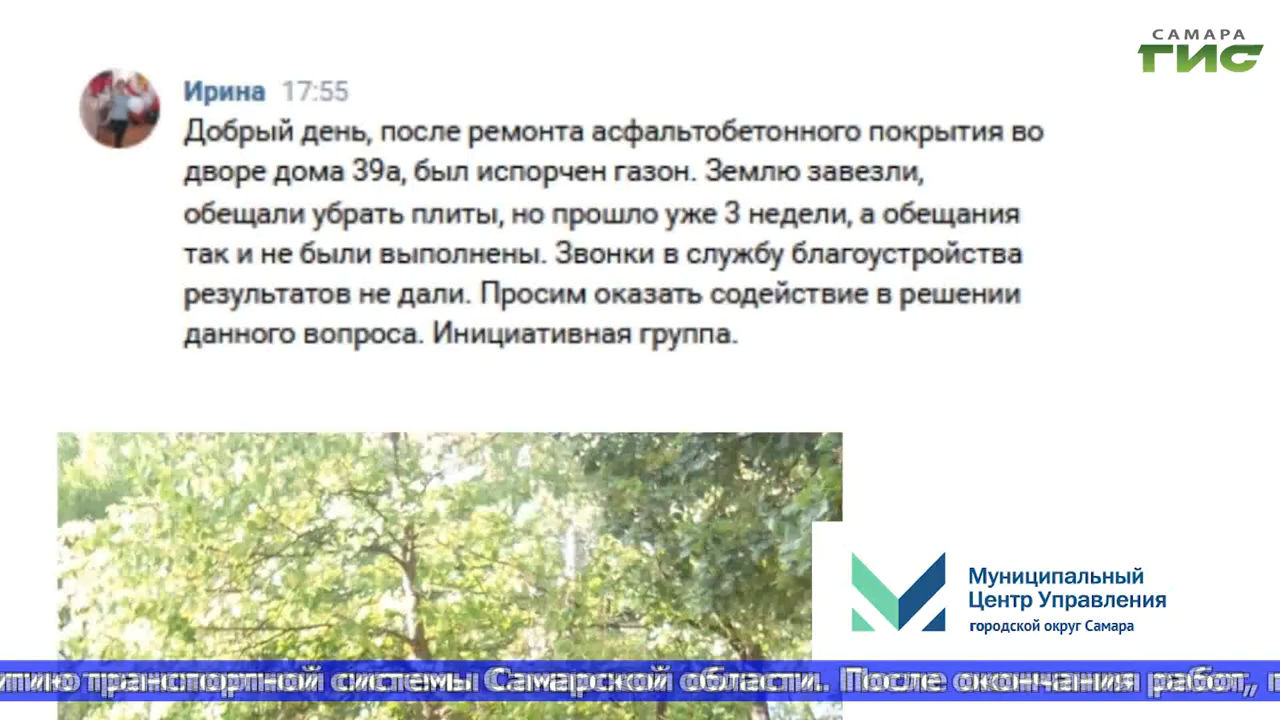 САМАРА
ГИС
Ирина 17:55
Добрый день, после ремонта асфальтобетонного покрытия во
дворе дома 39а, был испорчен газон. Землю завезли,
обещали убрать плиты, но прошло уже 3 недели, а обещания
так и не были выполнены. Звонки в службу благоустройства
результатов не дали. Просим оказать содействие в решении
данного вопроса. Инициативная группа.
Муниципальный
Центр Управления
городской округ Самара
транспортной системы Самарской области. После окончания работ,